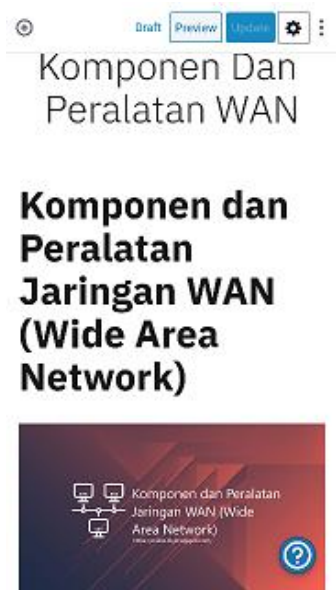 Draft Preview Update
Komponen Dan
Peralatan WAN
Komponen dan
Peralatan
Jaringan WAN
(Wide Area
Network)
Komponen dan Peralatan
Jaringan WAN (Wide
Area Network)
?